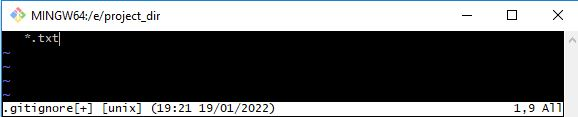 MINGW64:/e/project_dir
*.txt
~
~
~
~
.gitignore[+] [unix] (19:21 19/01/2022) 1,9 All